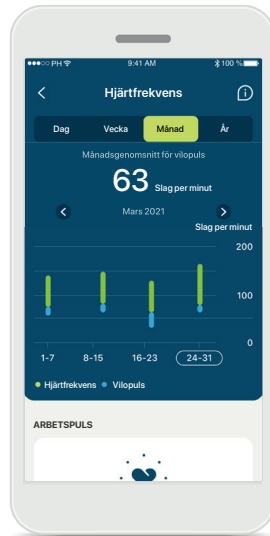 ●●●○○ PH 9:41 AM 100 %
Hjärtfrekvens
Dag Vecka Månad År
Månadsgenomsnitt för vilopuls
63 Slag per minut
Mars 2021
Slag per minut
200
100
0
1-7 8-15 16-23 24-31
Hjärtfrekvens Vilopuls
ARBETSPULS